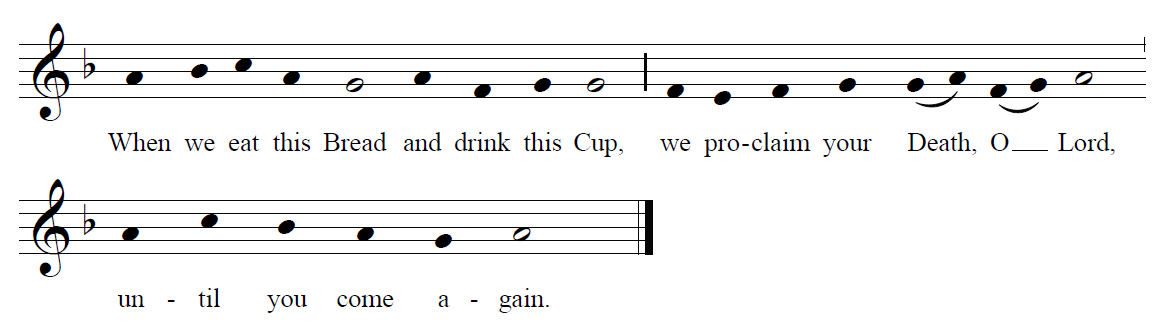 When we eat this Bread and drink this Cup, we pro-claim your Death, O__ Lord,
un - til you come a - gain.